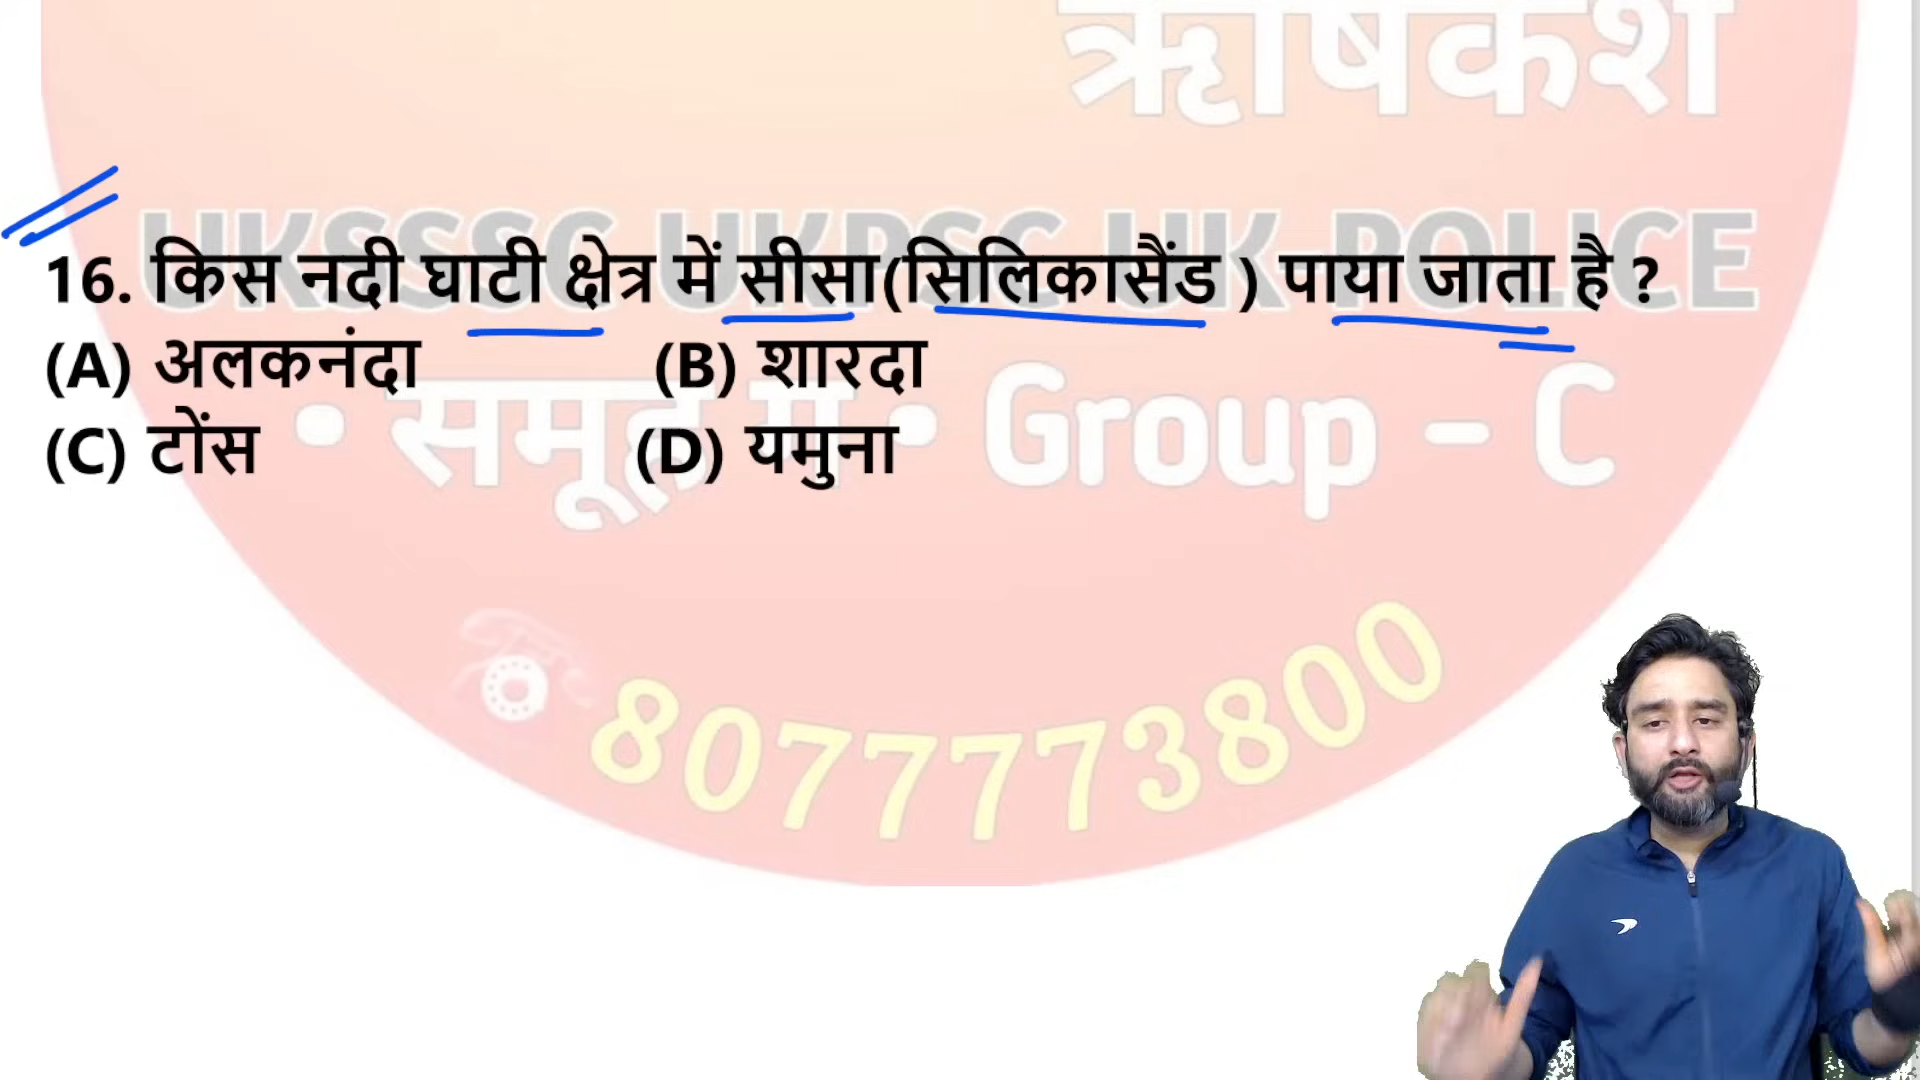 ऋषिकेश
UKSSSC UKPSC UK POLICE
16. किस नदी घाटी क्षेत्र में सीसा(सिलिकासैंड ) पाया जाता है ?
(A) अलकनंदा (B) शारदा
• समूह ग • Group - C
(C) टोंस (D) यमुना
8077773800